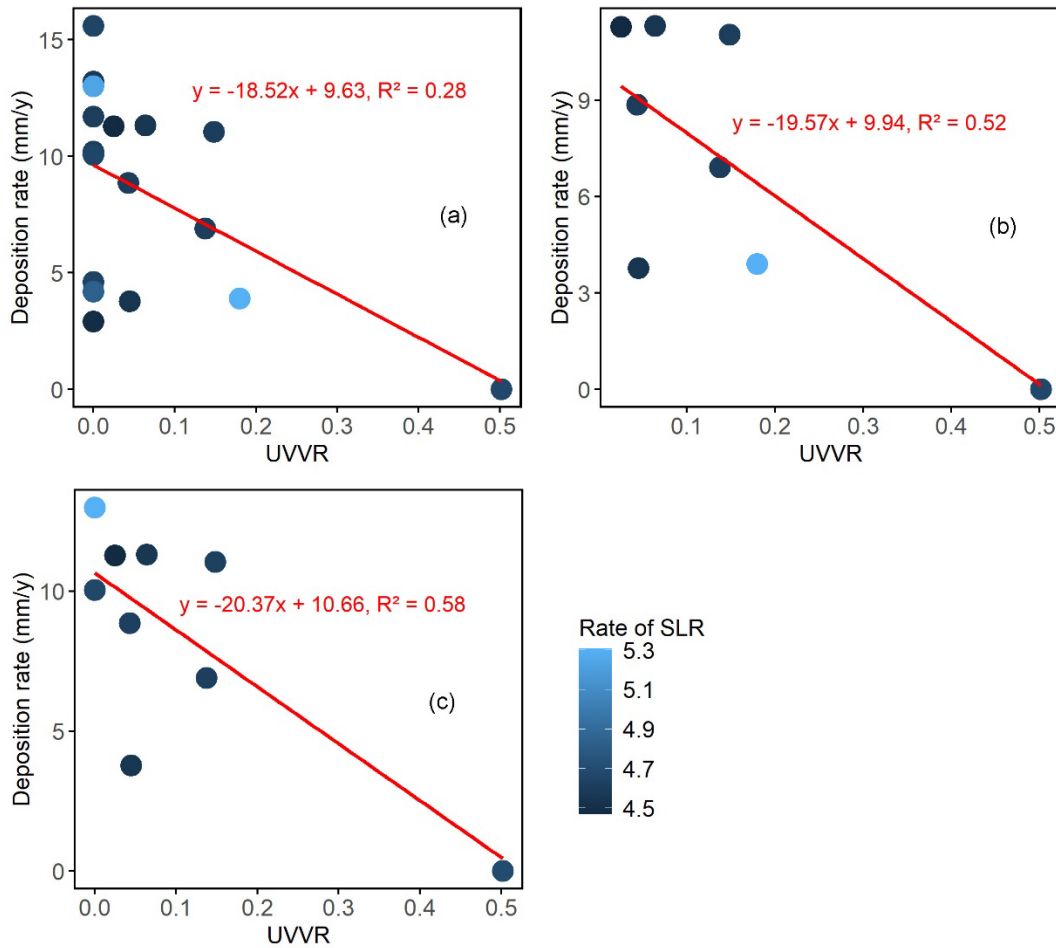 Deposition rate (mm/y)
15
10
5
0
y = -18.52x + 9.63, R² = 0.28
(a)
0.0 0.1 0.2 0.3 0.4 0.5
UVVR
Deposition rate (mm/y)
9
6
3
0
y = -19.57x + 9.94, R² = 0.52
(b)
0.1 0.2 0.3 0.4 0.5
UVVR
Deposition rate (mm/y)
10
5
0
y = -20.37x + 10.66, R² = 0.58
(c)
0.0 0.1 0.2 0.3 0.4 0.5
UVVR
Rate of SLR
5.3
5.1
4.9
4.7
4.5